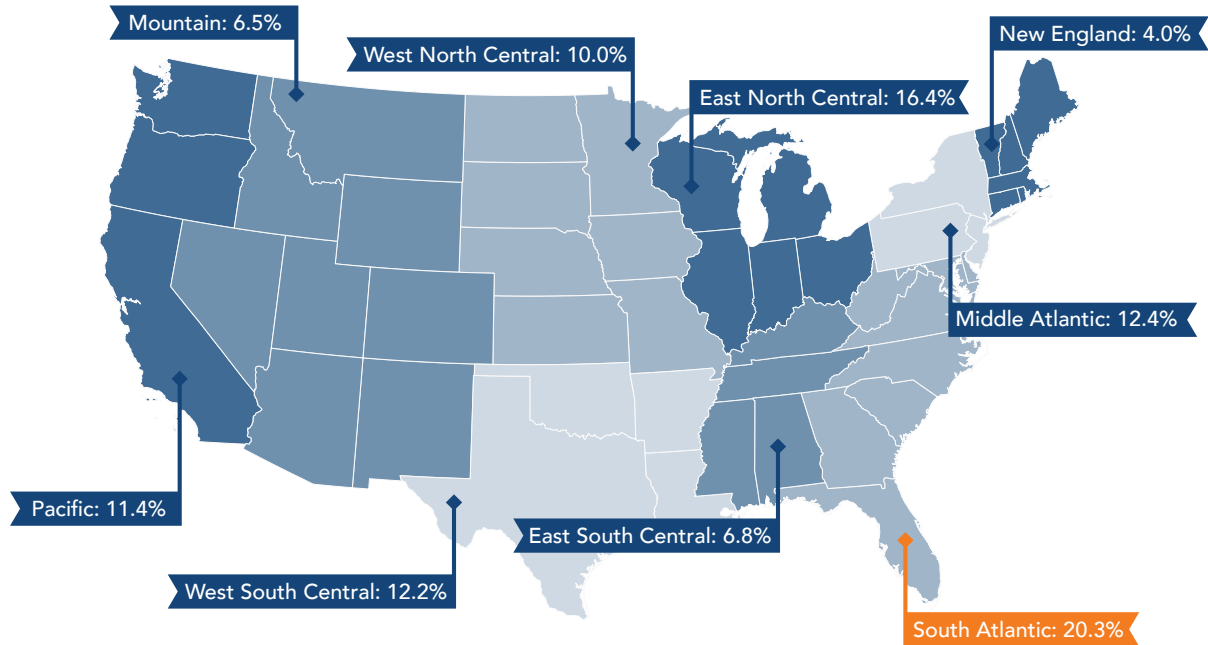 Mountain: 6.5%
New England: 4.0%
West North Central: 10.0%
East North Central: 16.4%
Middle Atlantic: 12.4%
Pacific: 11.4%
East South Central: 6.8%
West South Central: 12.2%
South Atlantic: 20.3%